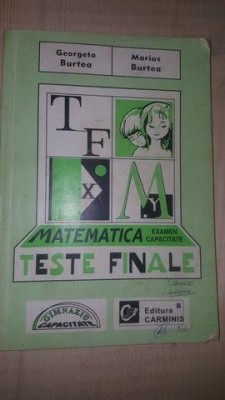 Georgeta
Burtea
Marius
Burtea
T F
X M Y
MATEMATICA EXAMEN
CAPACITATE
TESTE FINALE
GIMNAZIU
CAPACITATE
Editura
CARMINIS